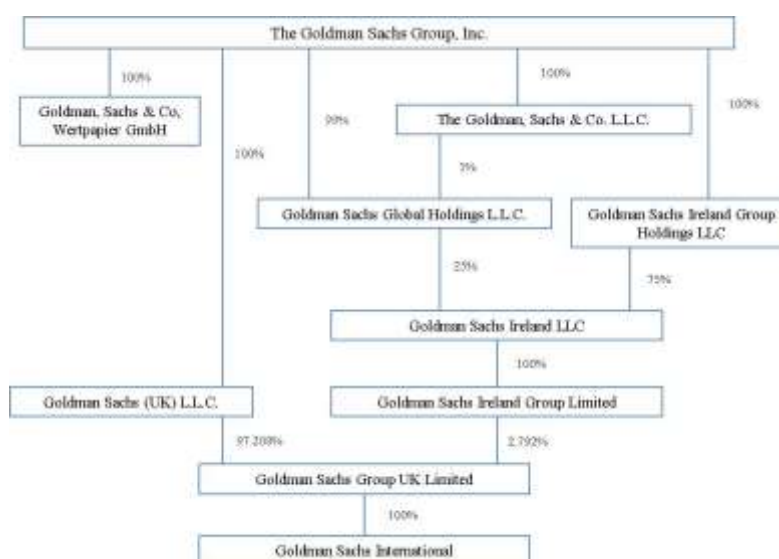 The Goldman Sachs Group, Inc.
100%
100%
Goldman, Sachs & Co,
Wertpapier GmbH
99%
The Goldman, Sachs & Co. L.L.C.
100%
100%
Goldman Sachs Global Holdings L.L.C.
Goldman Sachs Ireland Group
Holdings LLC
25%
75%
Goldman Sachs Ireland LLC
100%
Goldman Sachs (UK) L.L.C.
Goldman Sachs Ireland Group Limited
97.208%
2.792%
Goldman Sachs Group UK Limited
100%
Goldman Sachs International